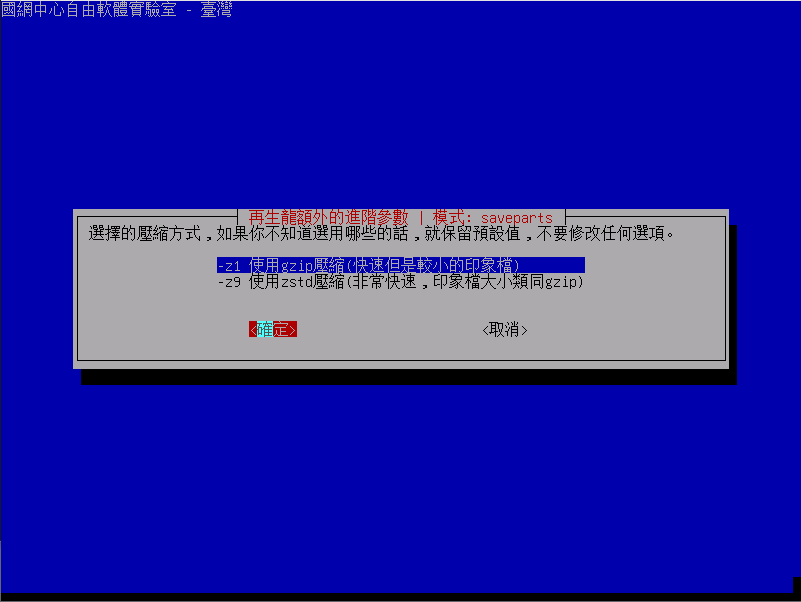 國網中心自由軟體實驗室 - 臺灣
再生龍額外的進階參數 | 模式: saveparts
選擇的壓縮方式,如果你不知道選用哪些的話,就保留預設值,不要修改任何選項。
-z1 使用gzip壓縮(快速但是較小的印象檔)
-z9 使用zstd壓縮(非常快速,印象檔大小類同gzip)
<確定> <取消>